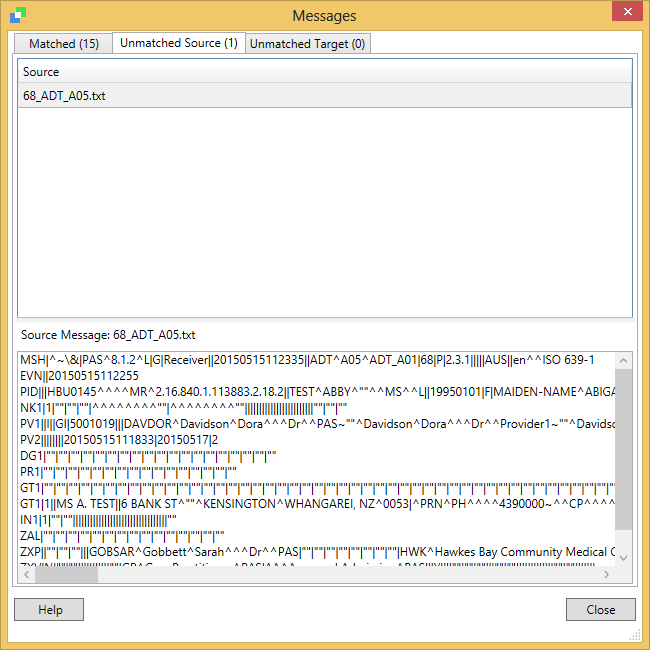 Messages
Matched (15) Unmatched Source (1) Unmatched Target (0)
Source
68_ADT_A05.txt
Source Message: 68_ADT_A05.txt
MSH|^~\&|PAS^8.1.2^L|G|Receiver||20150515112335||ADT^A05^ADT_A01|68|P|2.3.1|||||AUS||en^^ISO 639-1
EVN||20150515112255
PID|||HBU0145^^^^MR^2.16.840.1.113883.2.18.2||TEST^ABBY^""^^MS^^L||19950101|F|MAIDEN-NAME^ABIGA
NK1|1|""|""|""|^^^^^^^^""|^^^^^^^^""||||||||||||||||||||||||""|""|""
PV1||I||GI|5001019|||DAVDOR^Davidson^Dora^^^Dr^^PAS~""^Davidson^Dora^^^Dr^^Provider1~""^Davidso
PV2||||||||20150515111833|20150517|2
DG1|""|""|""|""|""|""|""|""|""|""|""|""|""|""|""|""|""|""|""
PR1|""|""|""|""|""|""|""|""|""|""|""|""|""|""|""|""
GT1|""|""|""|""|""|""|""|""|""|""|""|""|""|""|""|""|""|""|""|""|""|""|""|""|""|""|""|""|""|""|""|""|""|""|""|""|""|""|""|""|""|""|""|""|""|""|
GT1|1||MS A. TEST||6 BANK ST^""^KENSINGTON^WHANGAREI, NZ^0053|^PRN^PH^^^^4390000~^^CP^^^^
IN1|1|""|""||||||||||||||||||||||||||||||||||""
ZAL|""|""|""|""|""|""|""|""|""|""|""|""|""|""|""
ZXP||""|""|""|""|||GOBSAR^Gobbett^Sarah^^^Dr^^PAS|""|""|""|""|""|""|""|""|HWK^Hawkes Bay Community Medical C
Help Close